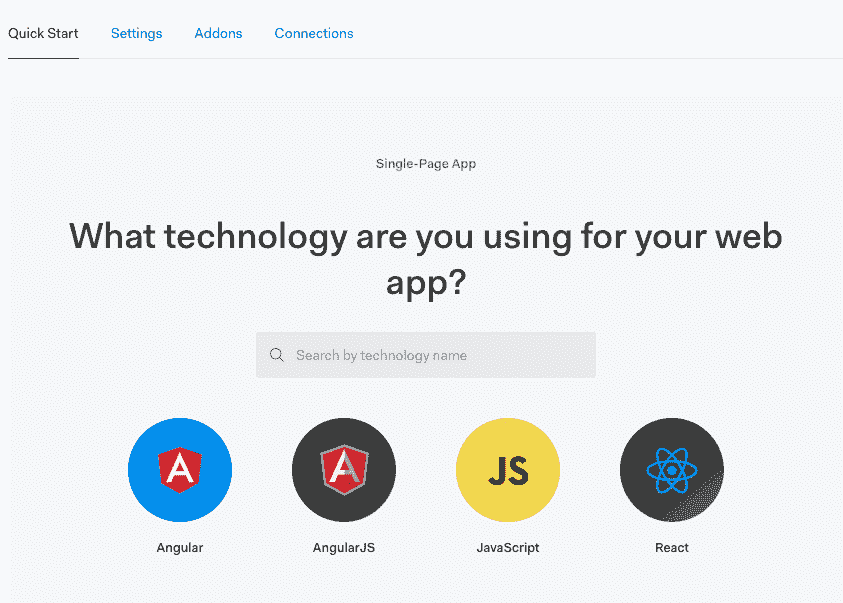 Quick Start Settings Addons Connections
Single-Page App
What technology are you using for your web
app?
Search by technology name
A A JS
Angular AngularJS JavaScript React